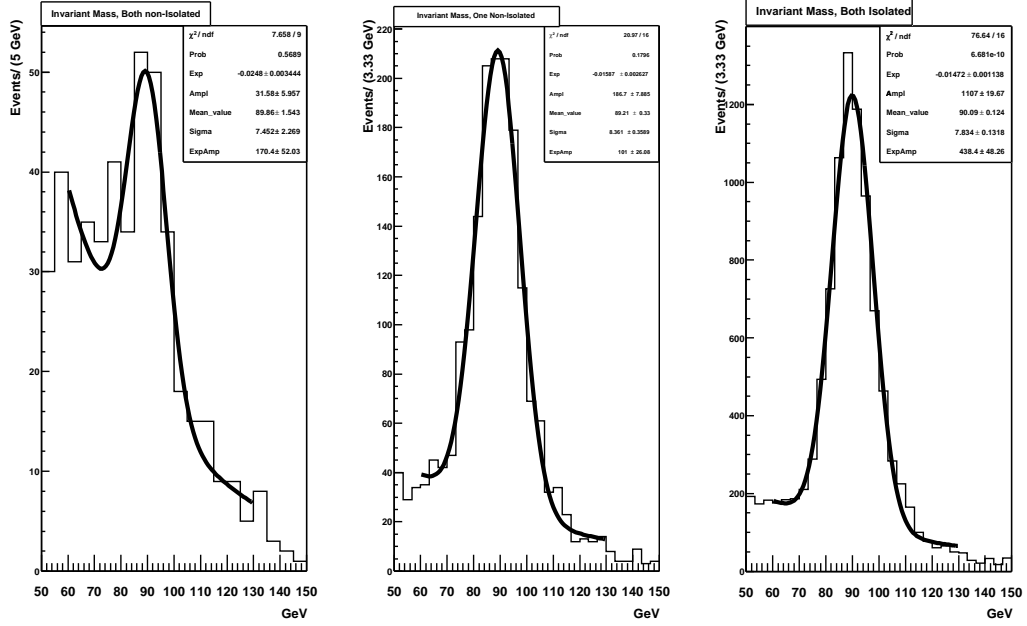 Invariant Mass, Both non-Isolated
Events/ (5 GeV)
χ² / ndf 7.658 / 9
Prob 0.5689
Exp -0.0248 ± 0.003444
Ampl 31.58 ± 5.957
Mean_value 89.86 ± 1.543
Sigma 7.452 ± 2.269
ExpAmp 170.4 ± 52.03
50
40
30
20
10
0
50 60 70 80 90 100 110 120 130 140 150
GeV
Invariant Mass, One Non-Isolated
Events/ (3.33 GeV)
χ² / ndf 20.97 / 16
Prob 0.1796
Exp -0.01587 ± 0.002627
Ampl 186.7 ± 7.885
Mean_value 89.21 ± 0.33
Sigma 8.361 ± 0.3589
ExpAmp 101 ± 26.08
220
200
180
160
140
120
100
80
60
40
20
0
50 60 70 80 90 100 110 120 130 140 150
GeV
Invariant Mass, Both Isolated
Events/ (3.33 GeV)
χ² / ndf 76.64 / 16
Prob 6.681e-10
Exp -0.01472 ± 0.001138
Ampl 1107 ± 19.67
Mean_value 90.09 ± 0.124
Sigma 7.834 ± 0.1318
ExpAmp 438.4 ± 48.26
1200
1000
800
600
400
200
0
50 60 70 80 90 100 110 120 130 140 150
GeV